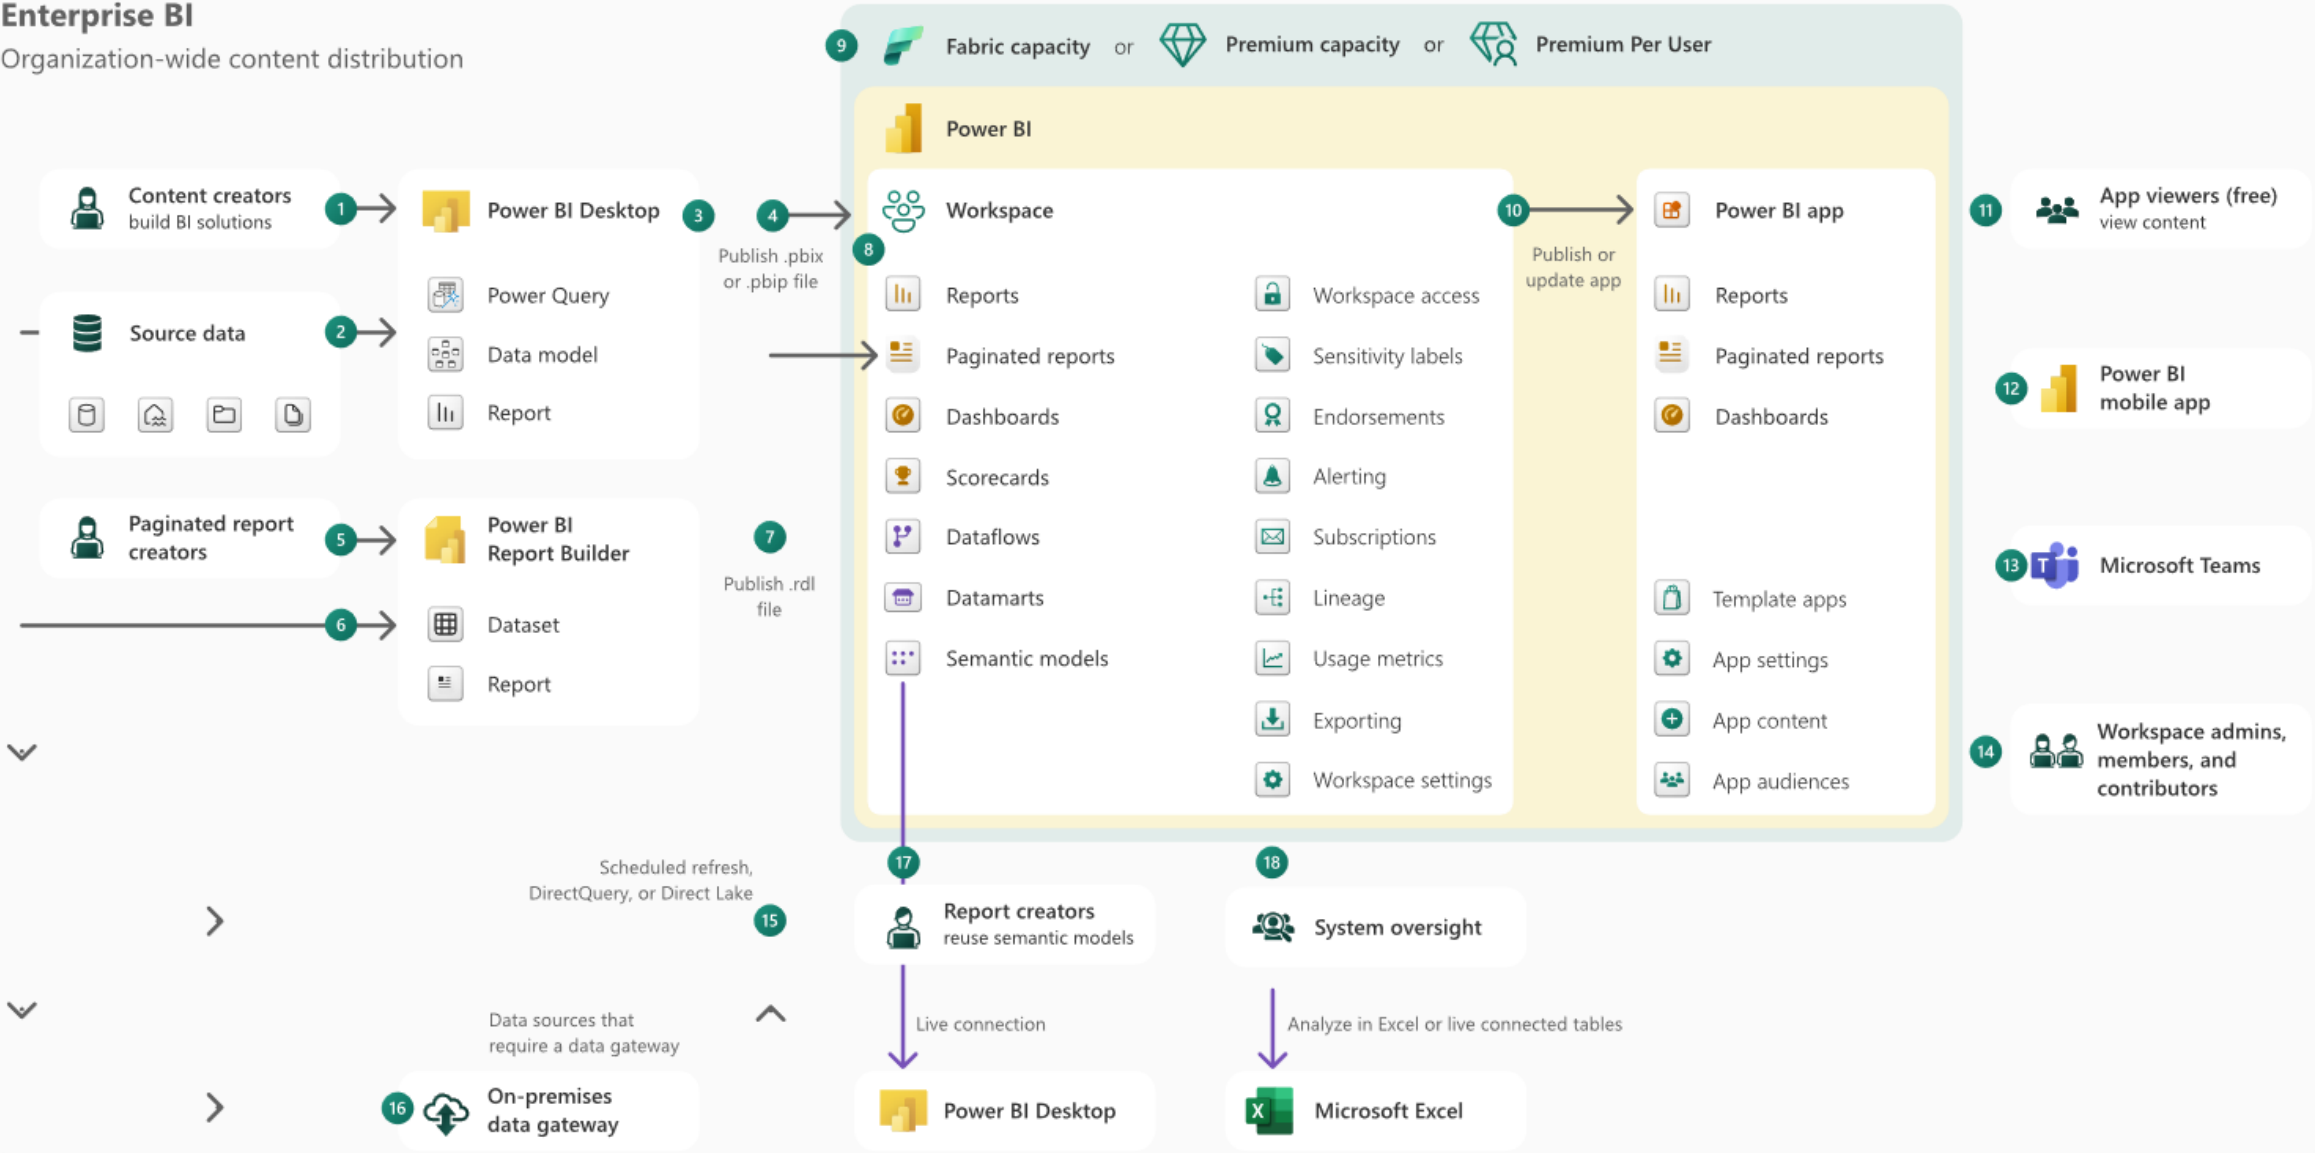 Enterprise BI
Organization-wide content distribution
9
Fabric capacity or Premium capacity or Premium Per User
Power BI
Content creators
build BI solutions
1
Power BI Desktop
3
Power Query
Data model
Report
2
Source data
4
Publish .pbix
or .pbip file
Paginated report
creators
5
Power BI
Report Builder
6
Dataset
Report
7
Publish .rdl
file
8
Workspace
Reports
Paginated reports
Dashboards
Scorecards
Dataflows
Datamarts
Semantic models
Workspace access
Sensitivity labels
Endorsements
Alerting
Subscriptions
Lineage
Usage metrics
Exporting
Workspace settings
10
Publish or
update app
Power BI app
Reports
Paginated reports
Dashboards
Template apps
App settings
App content
App audiences
11
App viewers (free)
view content
12
Power BI
mobile app
13
T
Microsoft Teams
14
Workspace admins,
members, and
contributors
Scheduled refresh,
DirectQuery, or Direct Lake
15
Data sources that
require a data gateway
16
On-premises
data gateway
17
Report creators
reuse semantic models
Live connection
Power BI Desktop
18
System oversight
Analyze in Excel or live connected tables
X
Microsoft Excel